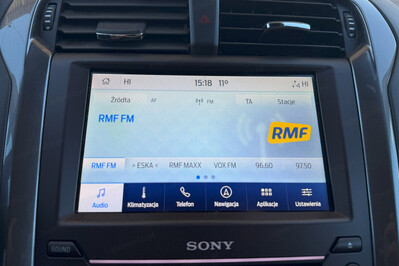 HI 15:18 11° HI
Źródła AF FM TA Stacje
RMF FM
RMF
RMF FM > ESKA < RMF MAXX VOX FM 96.60 97.50
Audio Klimatyzacja Telefon Nawigacja Aplikacje Ustawienia
SOUND SONY